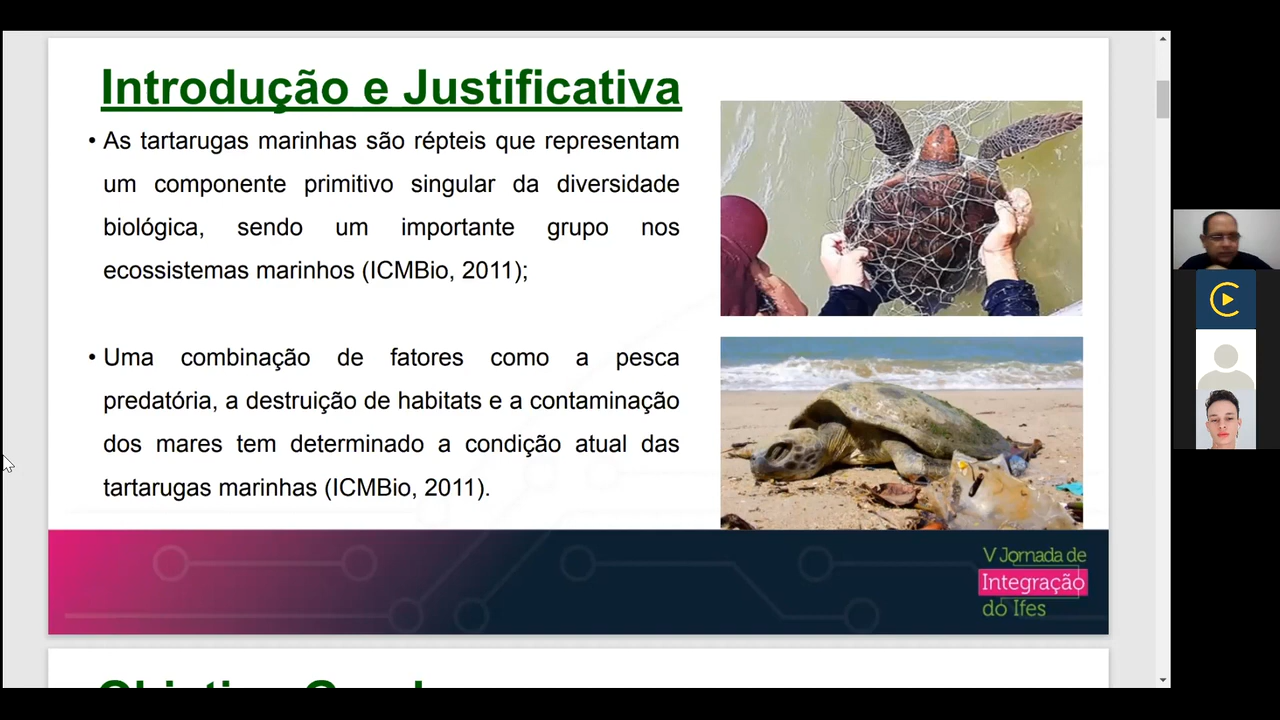 Introdução e Justificativa
• As tartarugas marinhas são répteis que representam
um componente primitivo singular da diversidade
biológica, sendo um importante grupo nos
ecossistemas marinhos (ICMBio, 2011);
• Uma combinação de fatores como a pesca
predatória, a destruição de habitats e a contaminação
dos mares tem determinado a condição atual das
tartarugas marinhas (ICMBio, 2011).
V Jornada de
Integração
do Ifes